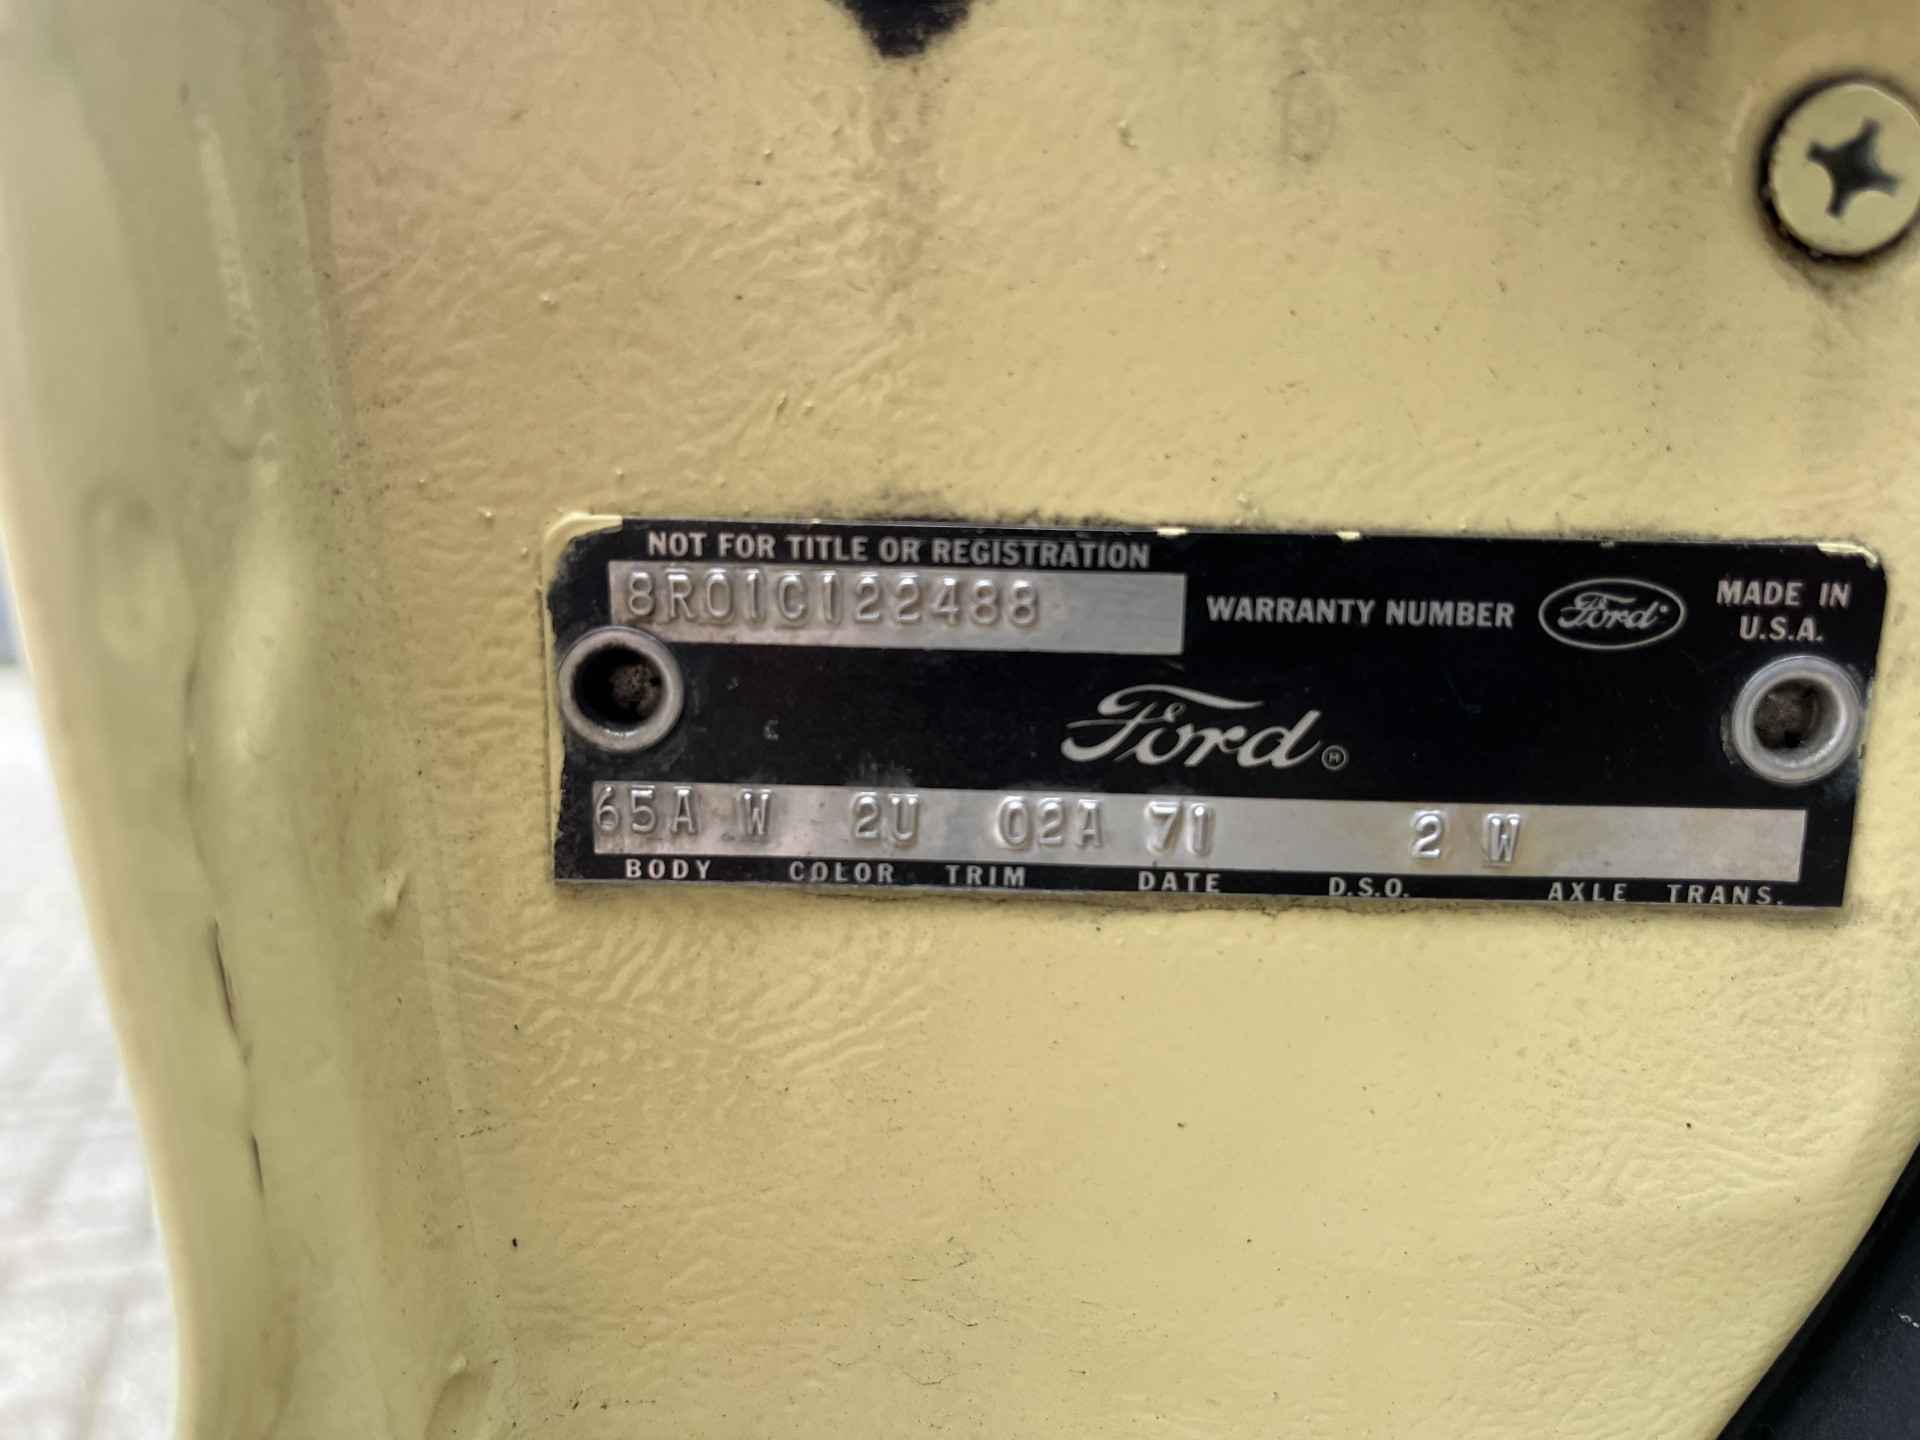 NOT FOR TITLE OR REGISTRATION
8R01C122488
WARRANTY NUMBER
Ford
MADE IN
U.S.A.
Ford
65A W 2U 02A 71 2 W
BODY COLOR TRIM DATE D.S.O. AXLE TRANS.